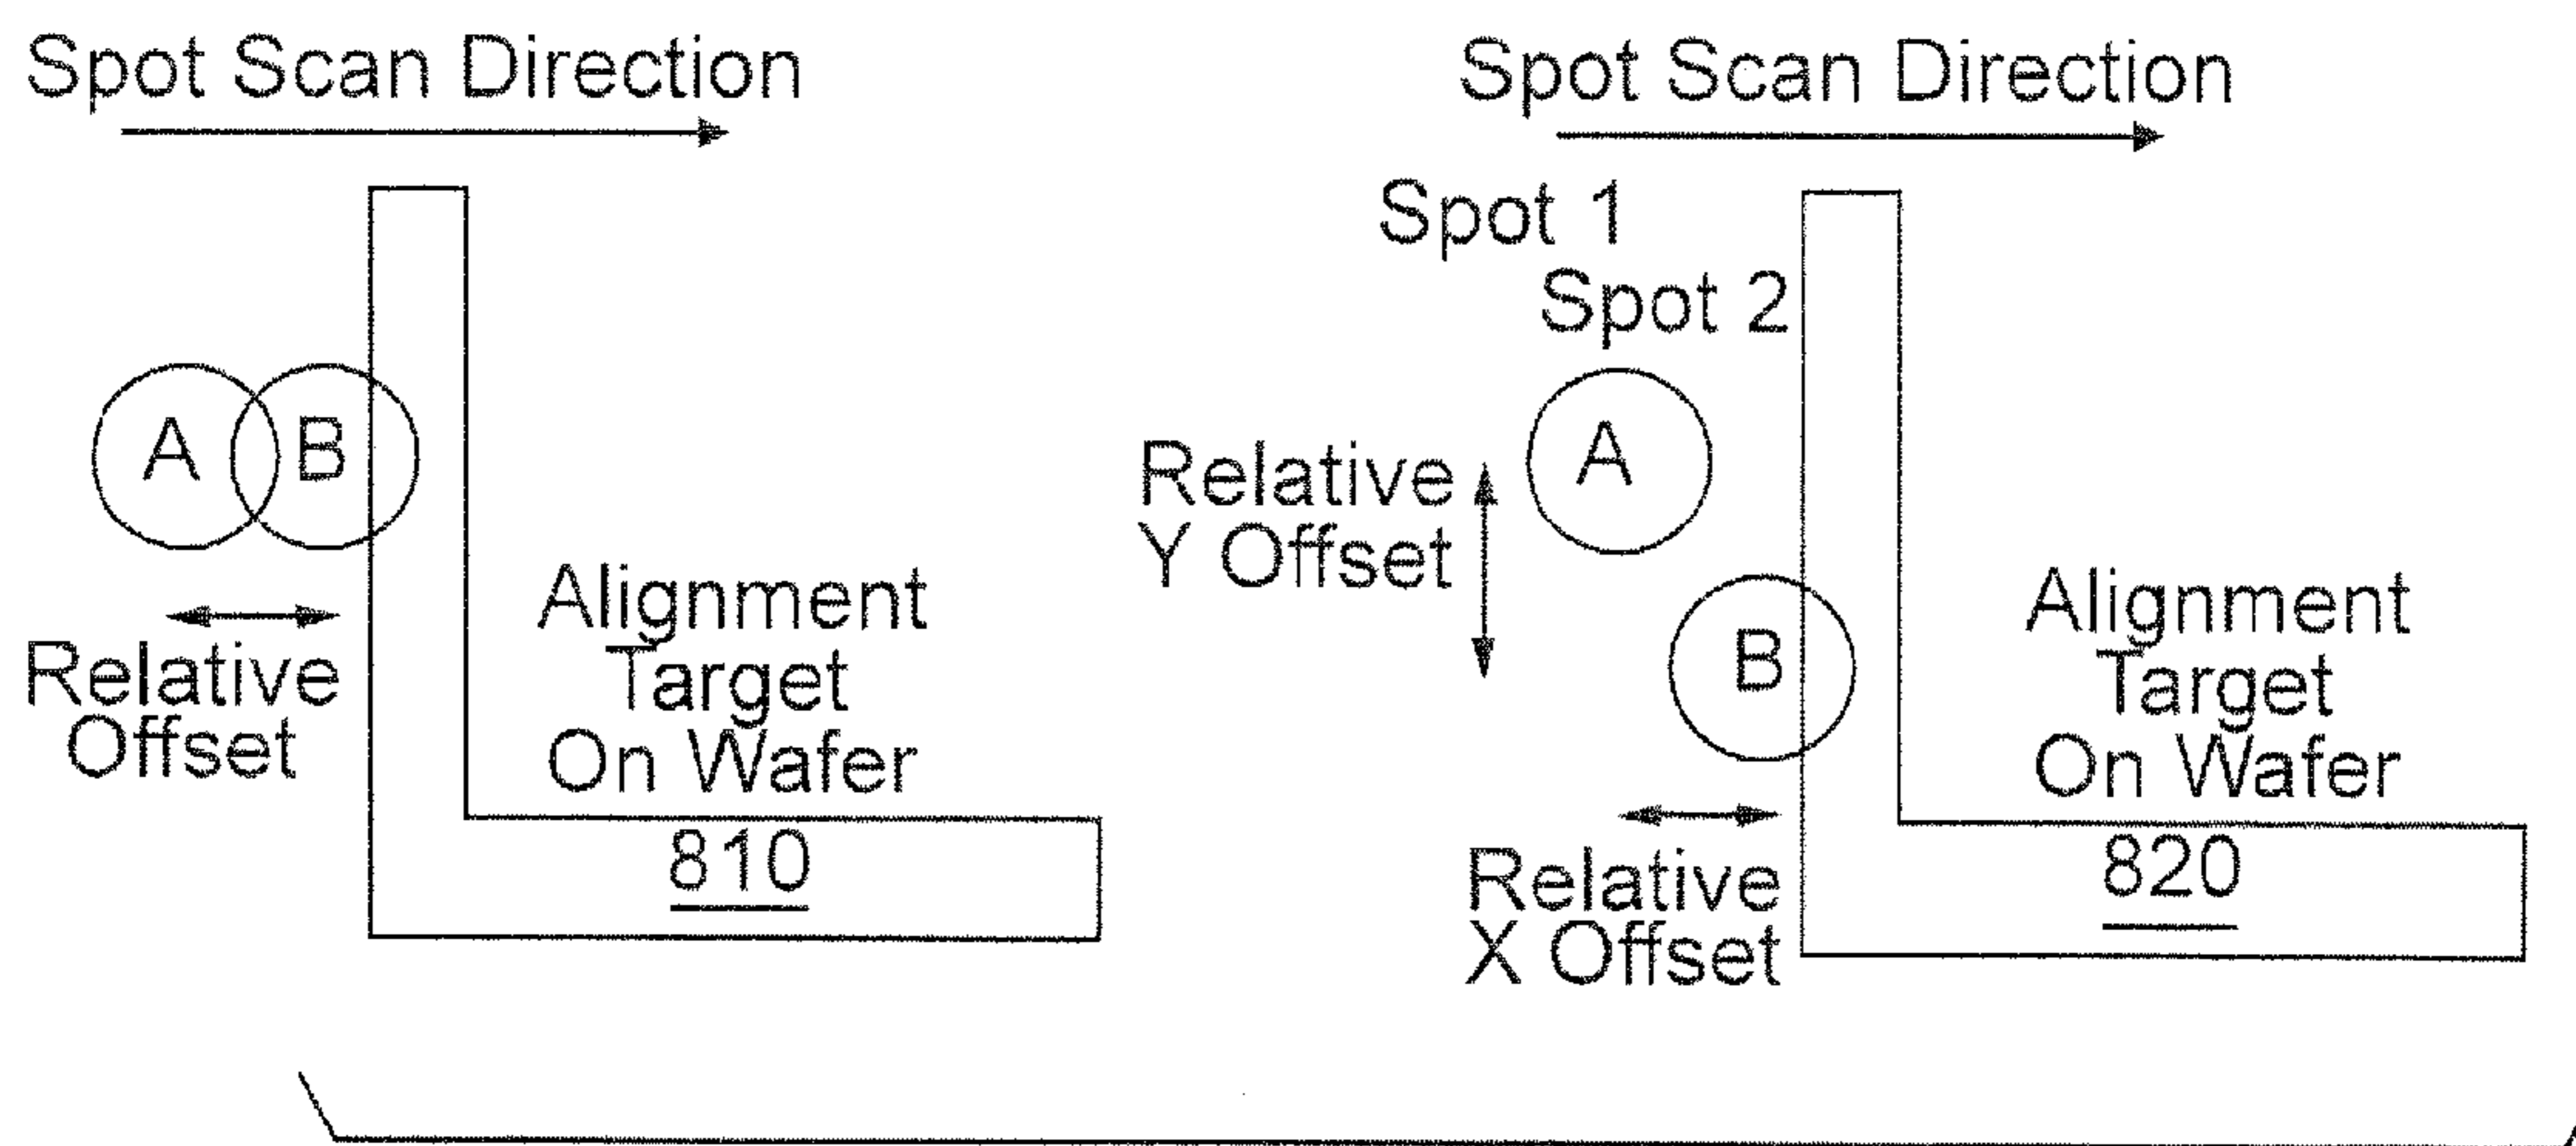 Spot Scan Direction
A
B
Relative
Offset
Alignment
Target
On Wafer
810
Spot Scan Direction
Spot 1
Spot 2
A
Relative
Y Offset
B
Relative
X Offset
Alignment
Target
On Wafer
820